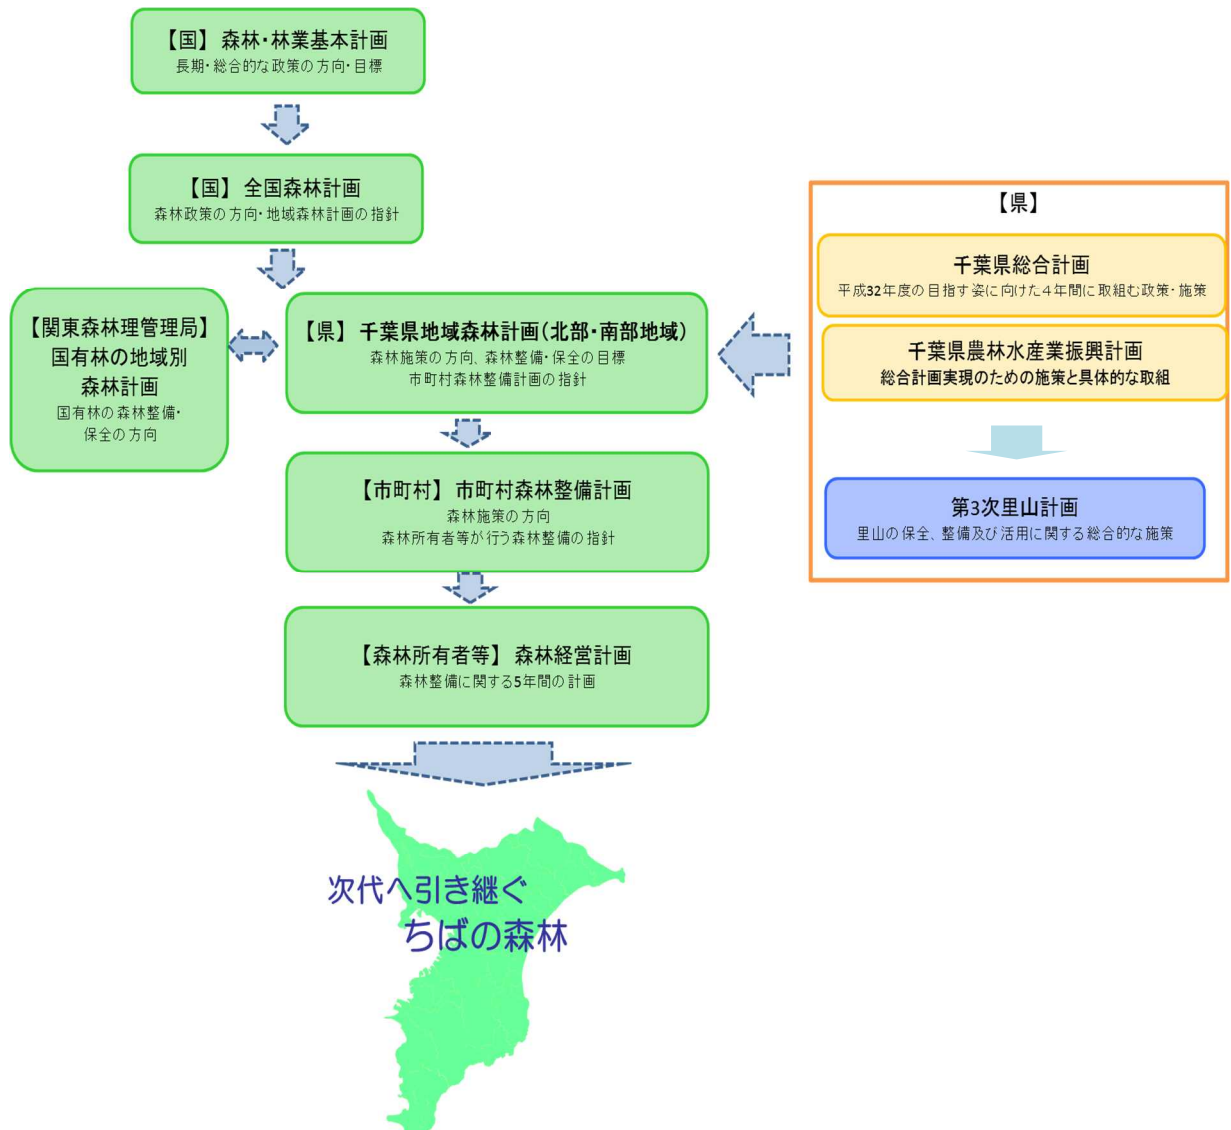 【国】 森林・林業基本計画
長期・総合的な政策の方向・目標
【国】 全国森林計画
森林政策の方向・地域森林計画の指針
【関東森林理管理局】
国有林の地域別
森林計画
国有林の森林整備・
保全の方向
【県】 千葉県地域森林計画(北部・南部地域)
森林施策の方向、森林整備・保全の目標
市町村森林整備計画の指針
【市町村】 市町村森林整備計画
森林施策の方向
森林所有者等が行う森林整備の指針
【森林所有者等】 森林経営計画
森林整備に関する5年間の計画
【県】
千葉県総合計画
平成32年度の目指す姿に向けた4年間に取組む政策・施策
千葉県農林水産業振興計画
総合計画実現のための施策と具体的な取組
第3次里山計画
里山の保全、整備及び活用に関する総合的な施策
次代へ引き継ぐ
ちばの森林